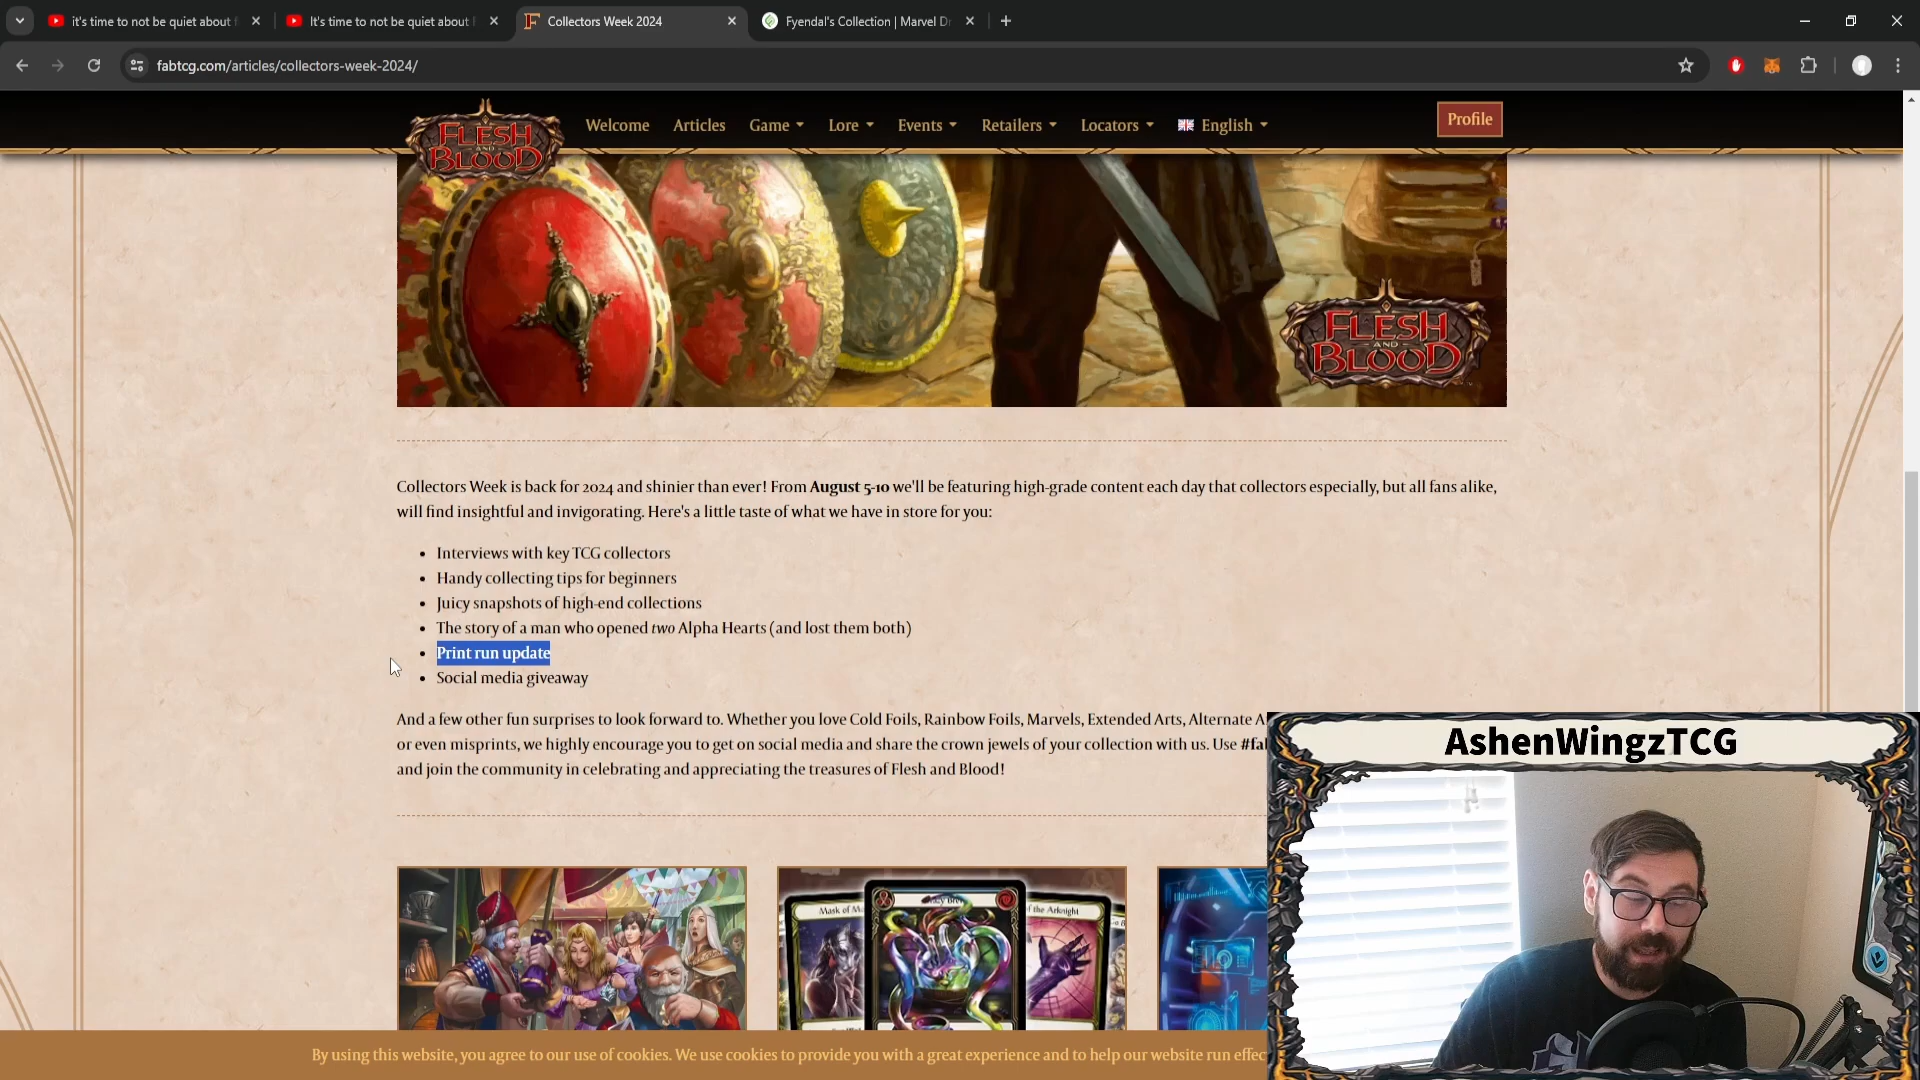 it's time to not be quiet about
It's time to not be quiet about
Collectors Week 2024
Fyendal's Collection | Marvel D
fabtcg.com/articles/collectors-week-2024/
FLESH AND BLOOD
Welcome Articles Game Lore Events Retailers Locators English Profile
FLESH
AND
BLOOD
Collectors Week is back for 2024 and shinier than ever! From August 5-10 we'll be featuring high-grade content each day that collectors especially, but all fans alike,
will find insightful and invigorating. Here's a little taste of what we have in store for you:
• Interviews with key TCG collectors
• Handy collecting tips for beginners
• Juicy snapshots of high-end collections
• The story of a man who opened two Alpha Hearts (and lost them both)
• Print run update
• Social media giveaway
And a few other fun surprises to look forward to. Whether you love Cold Foils, Rainbow Foils, Marvels, Extended Arts, Alternate A
or even misprints, we highly encourage you to get on social media and share the crown jewels of your collection with us. Use #fa
and join the community in celebrating and appreciating the treasures of Flesh and Blood!
AshenWingzTCG
Mask of M
of the Arknight
By using this website, you agree to our use of cookies. We use cookies to provide you with a great experience and to help our website run effec